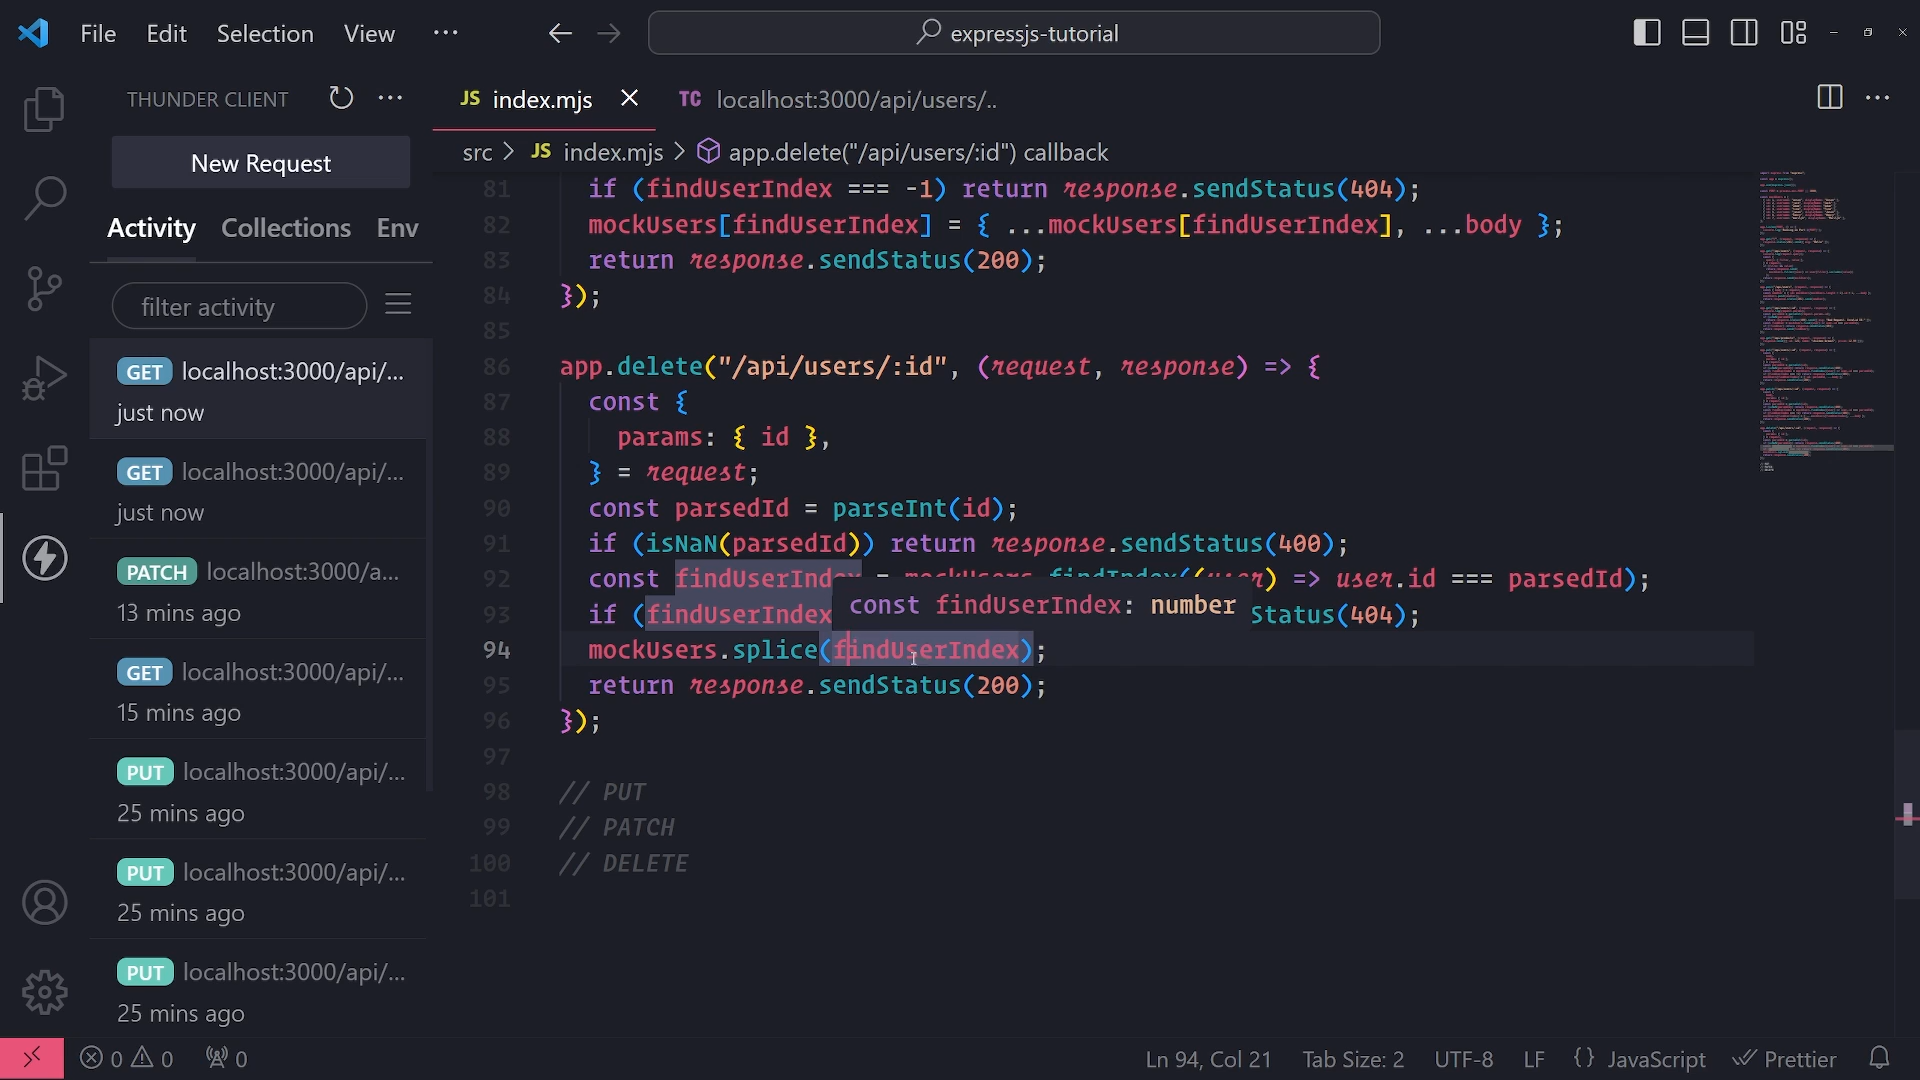 File Edit Selection View ··· expressjs-tutorial
THUNDER CLIENT
New Request
Activity Collections Env
filter activity
GET localhost:3000/api/...
just now
GET localhost:3000/api/...
just now
PATCH localhost:3000/a...
13 mins ago
GET localhost:3000/api/...
15 mins ago
PUT localhost:3000/api/...
25 mins ago
PUT localhost:3000/api/...
25 mins ago
PUT localhost:3000/api/...
25 mins ago
JS index.mjs TC localhost:3000/api/users/..
src > JS index.mjs > app.delete("/api/users/:id") callback
81 if (findUserIndex === -1) return response.sendStatus(404);
82 mockUsers[findUserIndex] = { ...mockUsers[findUserIndex], ...body };
83 return response.sendStatus(200);
84 });
85
86 app.delete("/api/users/:id", (request, response) => {
87 const {
88 params: { id },
89 } = request;
90 const parsedId = parseInt(id);
91 if (isNaN(parsedId)) return response.sendStatus(400);
92 const findUserIndex = mockUsers.findIndex((user) => user.id === parsedId);
const findUserIndex: number
93 if (findUserIndex Status(404);
94 mockUsers.splice(findUserIndex);
95 return response.sendStatus(200);
96 });
97
98 // PUT
99 // PATCH
100 // DELETE
101
0 0 0 Ln 94, Col 21 Tab Size: 2 UTF-8 LF {} JavaScript Prettier